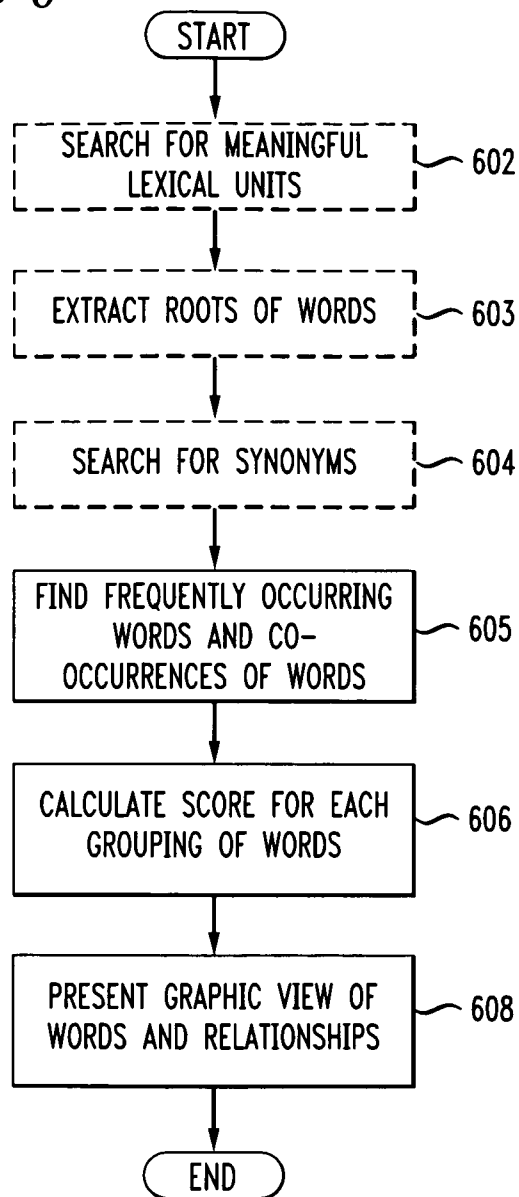 START
SEARCH FOR MEANINGFUL
LEXICAL UNITS
602
EXTRACT ROOTS OF WORDS
603
SEARCH FOR SYNONYMS
604
FIND FREQUENTLY OCCURRING
WORDS AND CO-
OCCURRENCES OF WORDS
605
CALCULATE SCORE FOR EACH
GROUPING OF WORDS
606
PRESENT GRAPHIC VIEW OF
WORDS AND RELATIONSHIPS
608
END